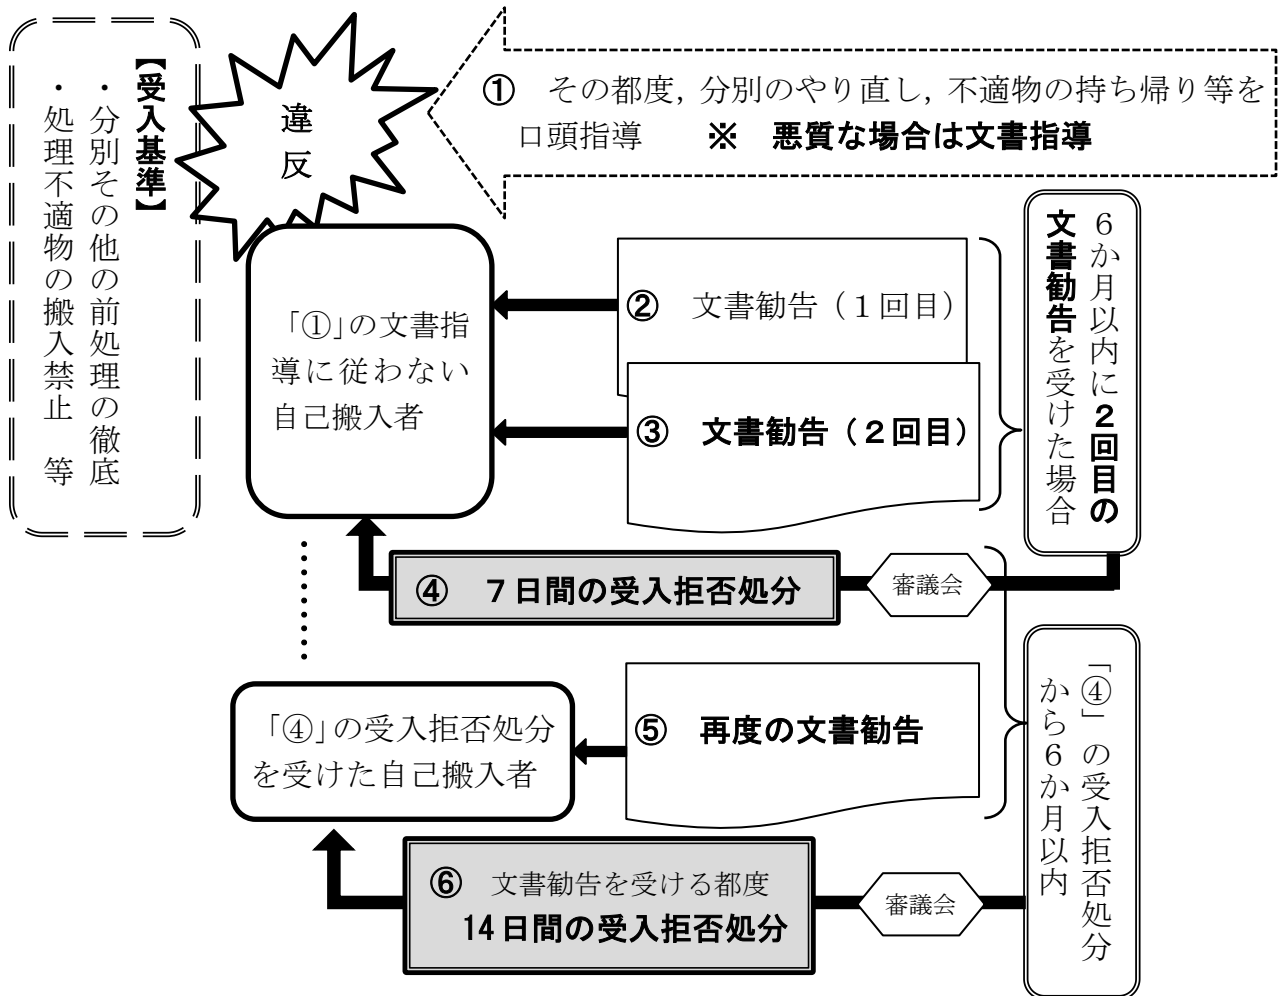 【受入基準】
・分別その他の前処理の徹底
・処理不適物の搬入禁止　等
違
反
①　その都度，分別のやり直し，不適物の持ち帰り等を
口頭指導　※　悪質な場合は文書指導
「①」の文書指
導に従わない
自己搬入者
②　文書勧告（１回目）
③　文書勧告（２回目）
６か月以内に２回目の
文書勧告を受けた場合
④　７日間の受入拒否処分
審議会
「④」の受入拒否処分
を受けた自己搬入者
⑤　再度の文書勧告
「④」の受入拒否処分
から６か月以内
⑥　文書勧告を受ける都度
14日間の受入拒否処分
審議会